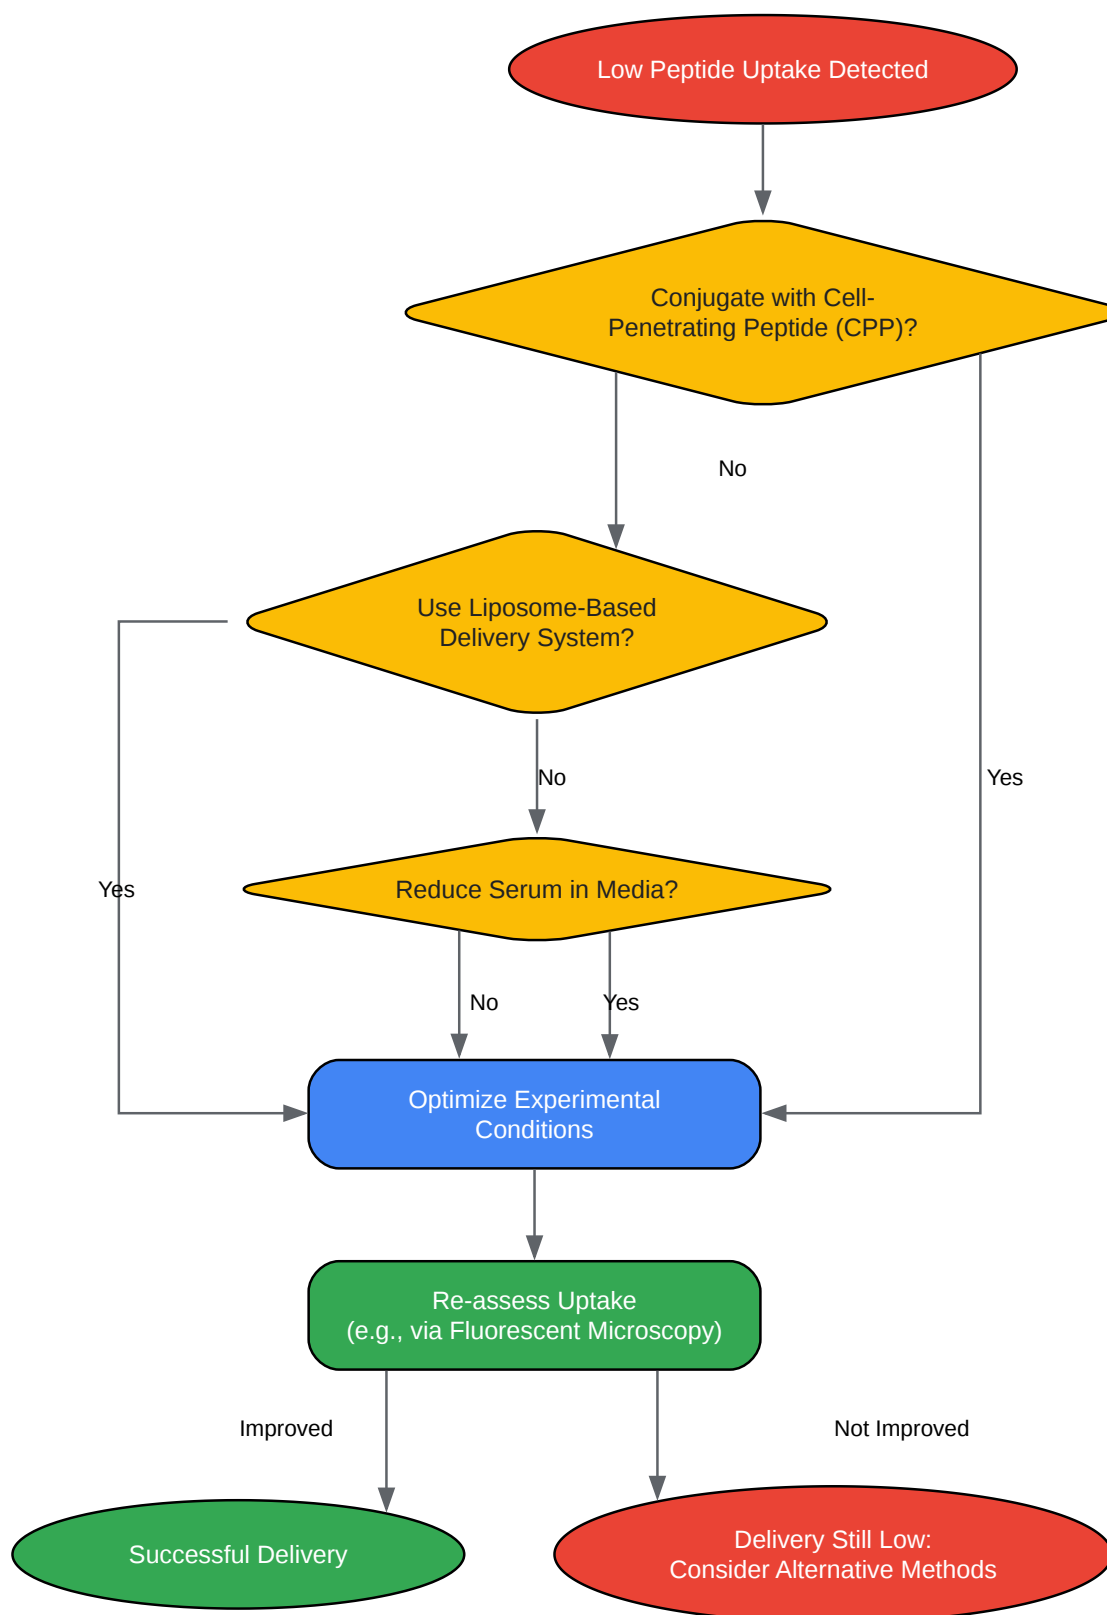 Low Peptide Uptake Detected
Conjugate with Cell-
Penetrating Peptide (CPP)?
No
Use Liposome-Based
Delivery System?
No
Yes
Yes
Reduce Serum in Media?
No
Yes
Optimize Experimental
Conditions
Re-assess Uptake
(e.g., via Fluorescent Microscopy)
Improved
Not Improved
Successful Delivery
Delivery Still Low:
Consider Alternative Methods